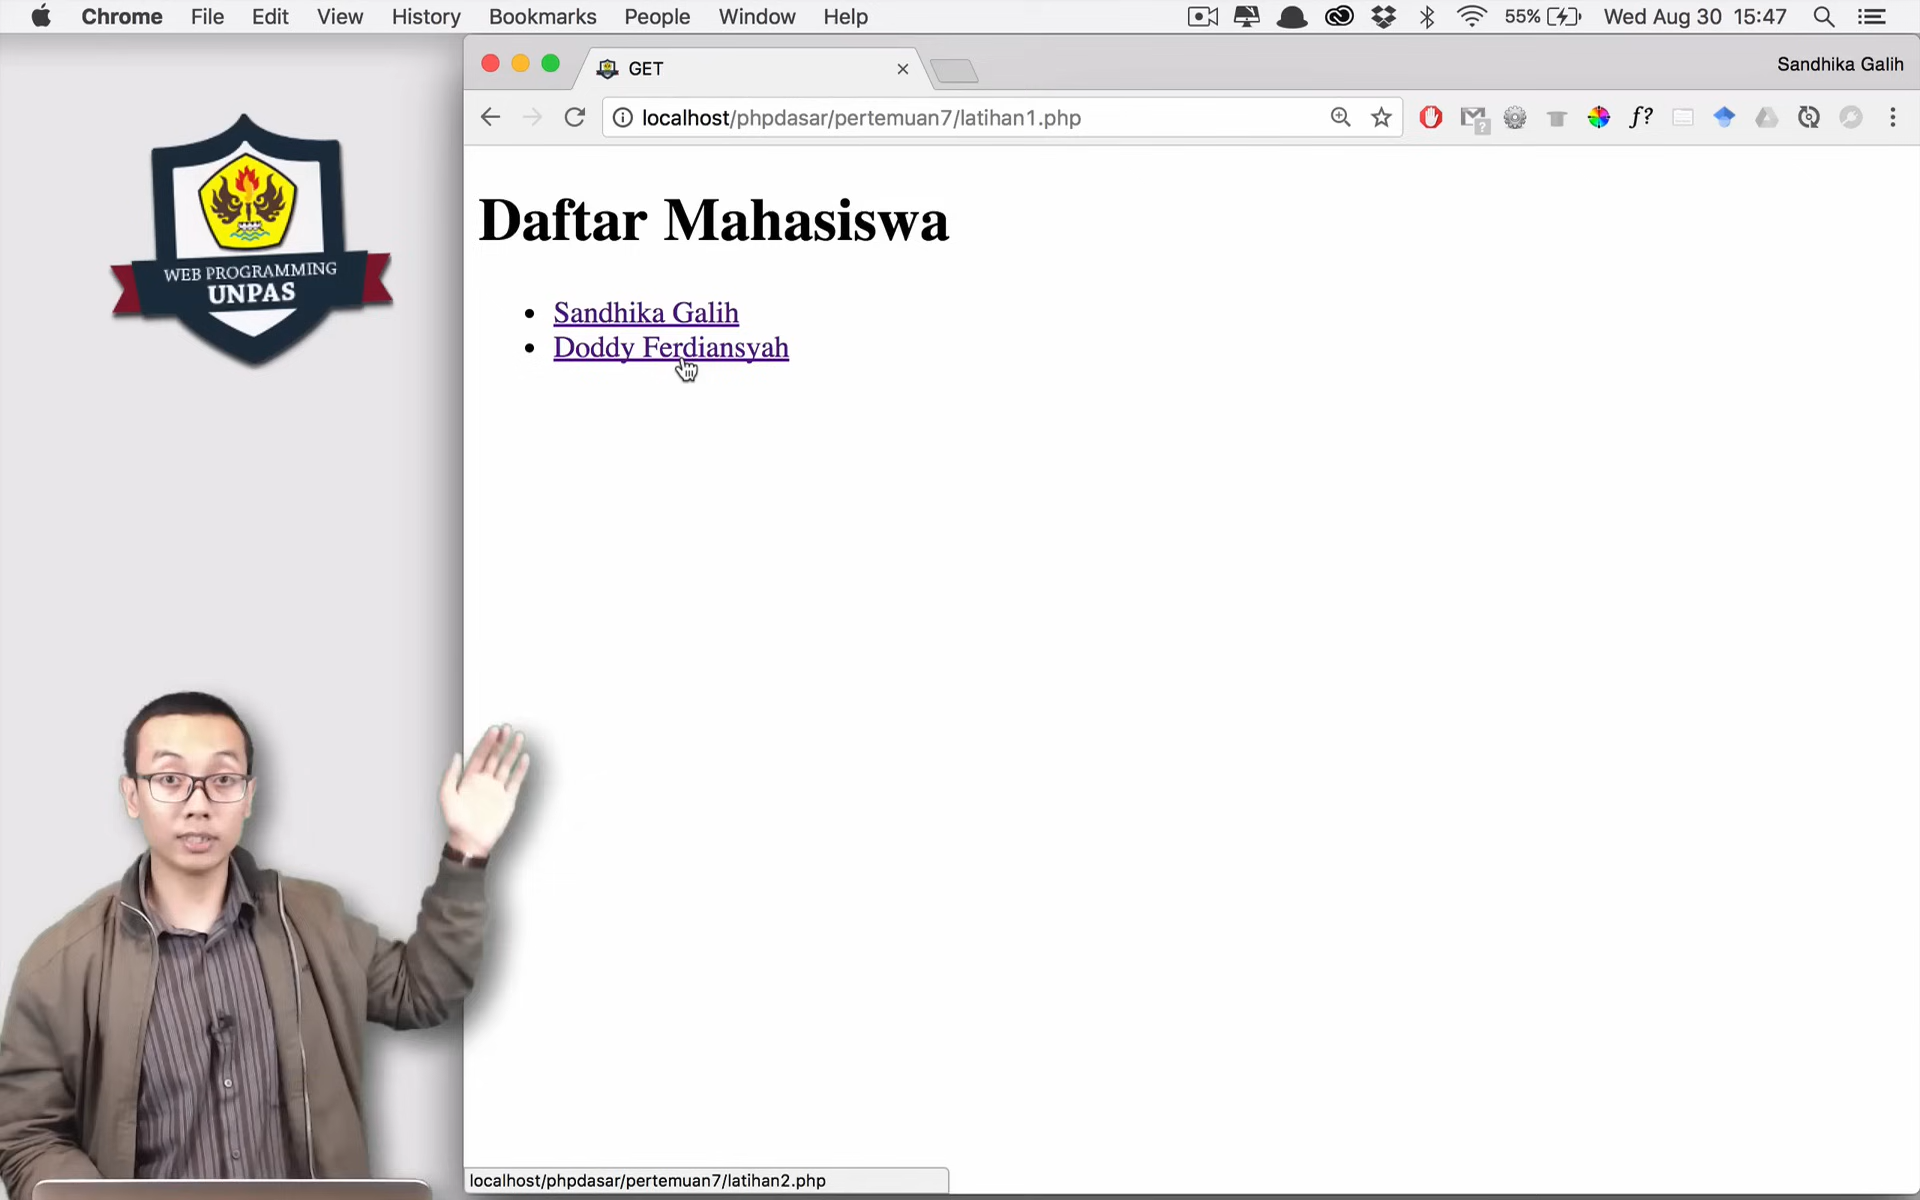 Chrome File Edit View History Bookmarks People Window Help 55% Wed Aug 30 15:47
GET
Sandhika Galih
localhost/phpdasar/pertemuan7/latihan1.php
f?
WEB PROGRAMMING
UNPAS
Daftar Mahasiswa
Sandhika Galih
Doddy Ferdiansyah
localhost/phpdasar/pertemuan7/latihan2.php